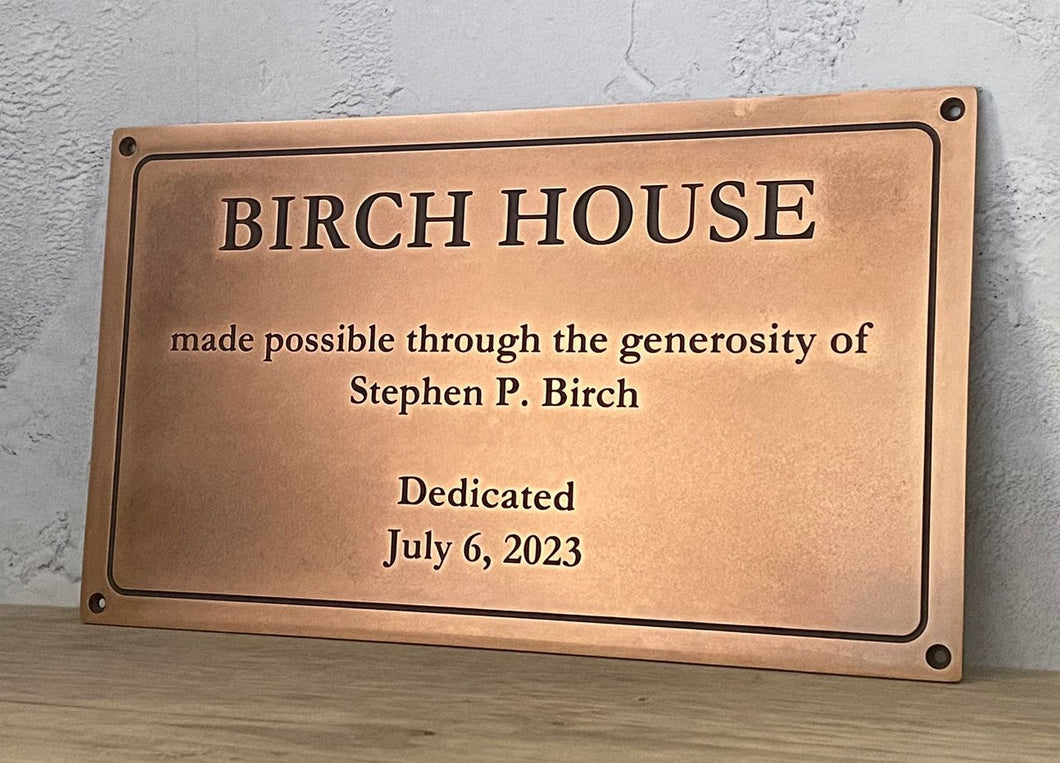 BIRCH HOUSE
made possible through the generosity of
Stephen P. Birch
Dedicated
July 6, 2023